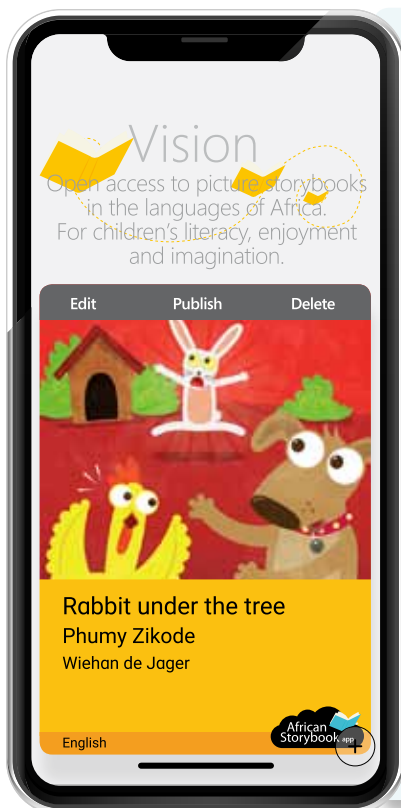 Vision
Open access to picture storybooks
in the languages of Africa.
For children's literacy, enjoyment
and imagination.
Edit Publish Delete
Rabbit under the tree
Phumy Zikode
Wiehan de Jager
African
Storybook app
+
English